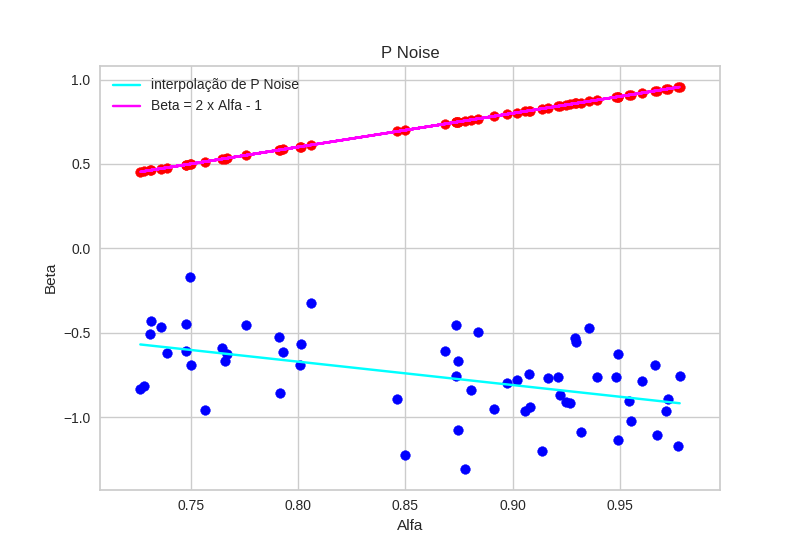 P Noise
interpolação de P Noise
Beta = 2 x Alfa - 1
1.0
0.5
0.0
−0.5
−1.0
Beta
0.75 0.80 0.85 0.90 0.95
Alfa